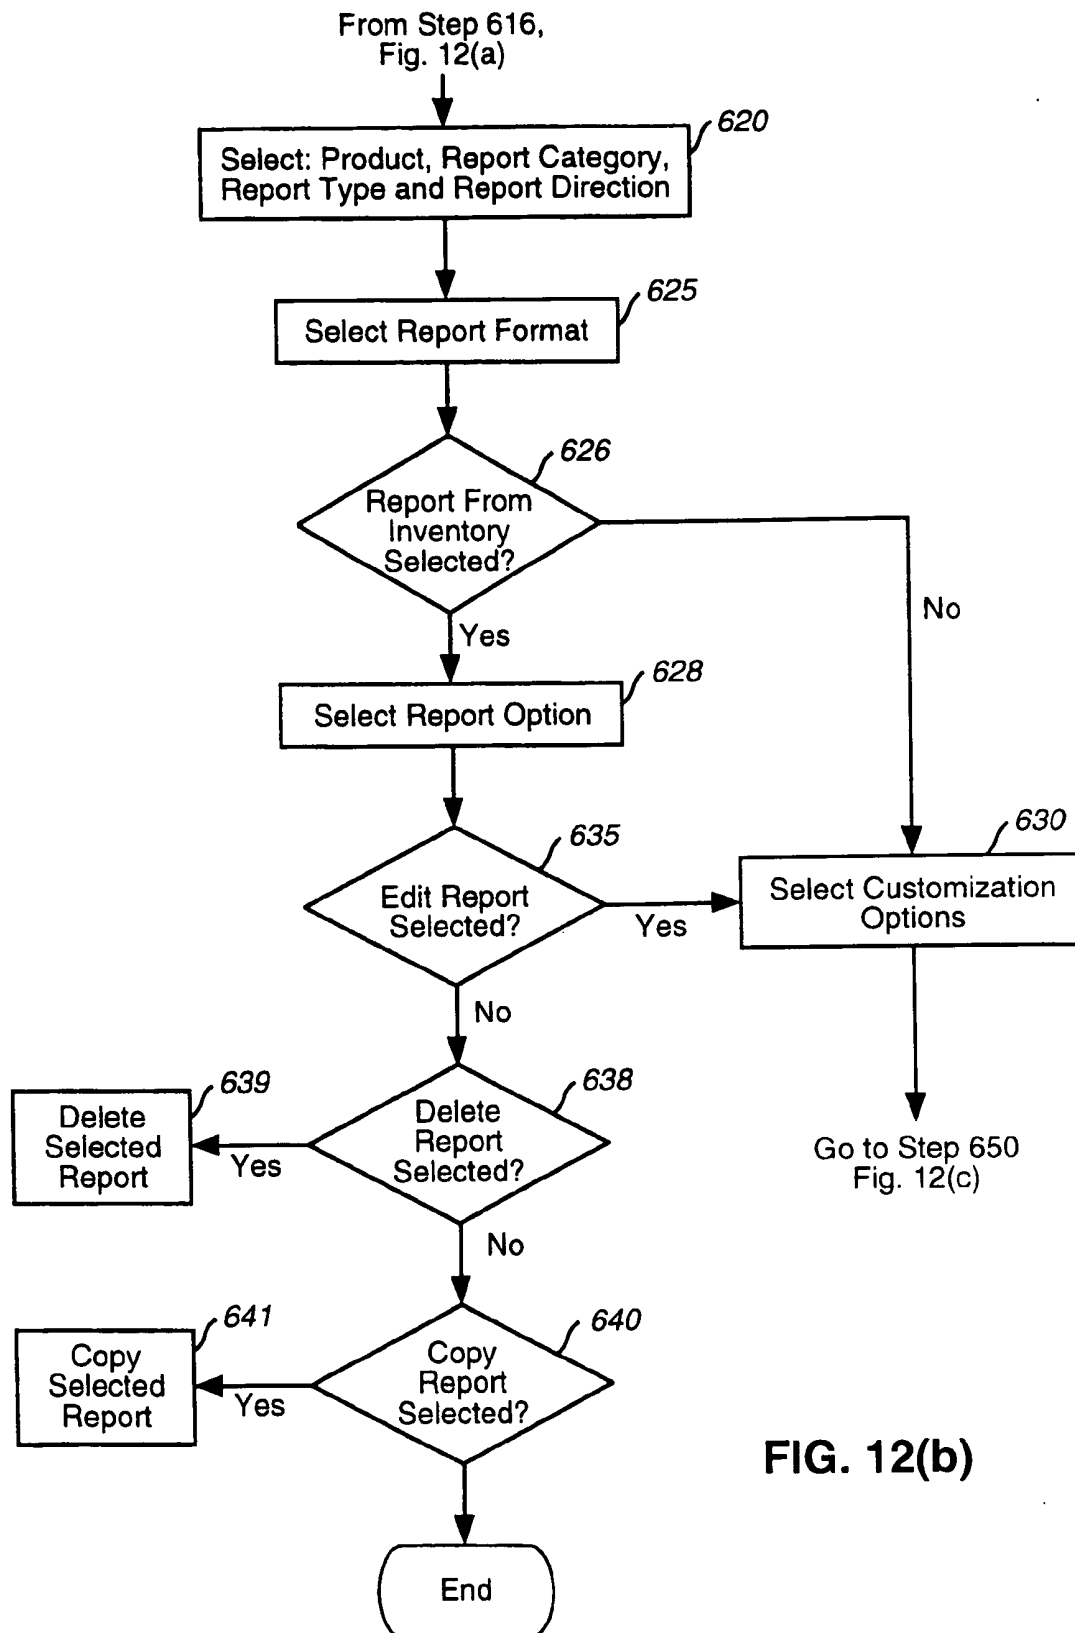 From Step 616,
Fig. 12(a)
620
Select: Product, Report Category,
Report Type and Report Direction
625
Select Report Format
626
Report From
Inventory
Selected?
No
Yes
628
Select Report Option
635
Edit Report
Selected?
Yes
630
Select Customization
Options
No
639
Delete
Selected
Report
Yes
638
Delete
Report
Selected?
Go to Step 650
Fig. 12(c)
No
641
Copy
Selected
Report
Yes
640
Copy
Report
Selected?
FIG. 12(b)
End